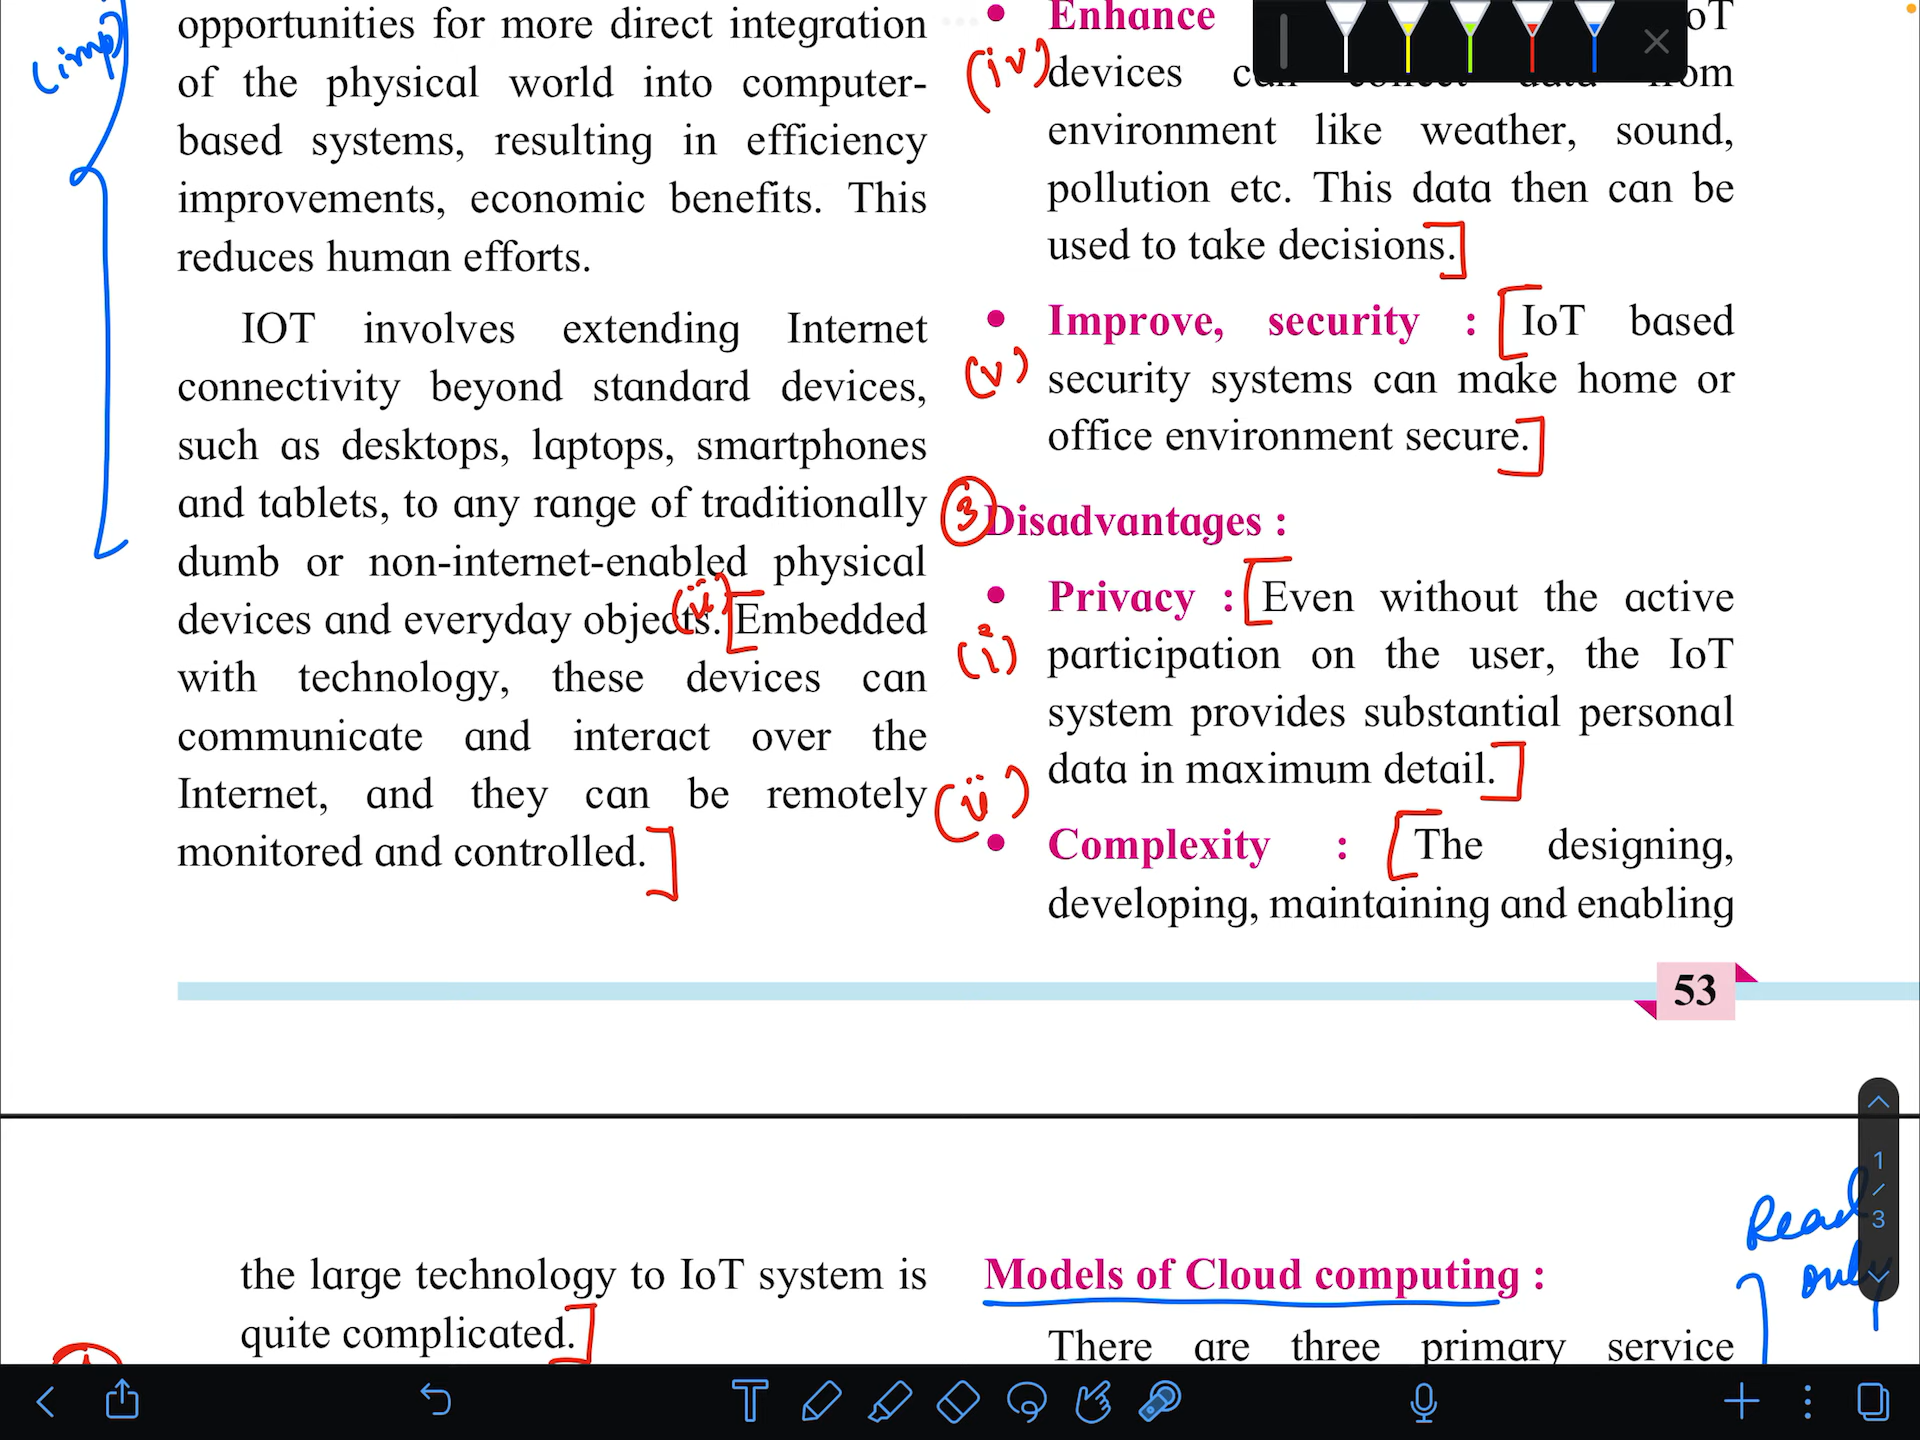 (imp)
opportunities for more direct integration
of the physical world into computer-
based systems, resulting in efficiency
improvements, economic benefits. This
reduces human efforts.
IOT involves extending Internet
connectivity beyond standard devices,
such as desktops, laptops, smartphones
and tablets, to any range of traditionally
dumb or non-internet-enabled physical
devices and everyday objects. [Embedded
with technology, these devices can
communicate and interact over the
Internet, and they can be remotely
monitored and controlled.]
• Enhance IoT
(iv) devices can collect data from
environment like weather, sound,
pollution etc. This data then can be
used to take decisions.]
• Improve, security : [IoT based
(v) security systems can make home or
office environment secure.]
3 Disadvantages :
• Privacy : [Even without the active
(i) participation on the user, the IoT
system provides substantial personal
data in maximum detail.]
(ii)
• Complexity : [The designing,
developing, maintaining and enabling
53
the large technology to IoT system is
quite complicated.]
Models of Cloud computing :
There are three primary service
Read
only
1
/
3